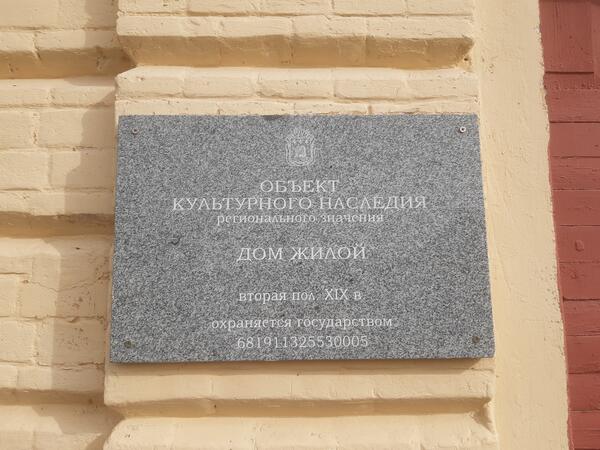 ОБЪЕКТ
КУЛЬТУРНОГО НАСЛЕДИЯ
регионального значения
ДОМ ЖИЛОЙ
вторая пол. XIX в
охраняется государством
681911325530005